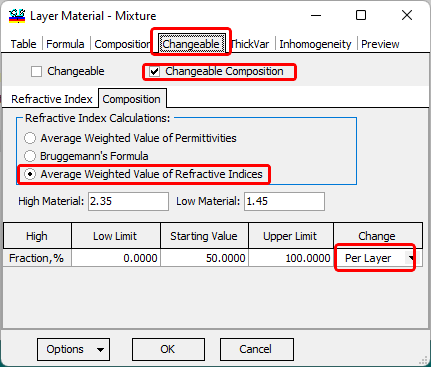 Layer Material - Mixture
Table Formula Composition Changeable ThickVar Inhomogeneity Preview
Changeable Changeable Composition
Refractive Index Composition
Refractive Index Calculations:
Average Weighted Value of Permittivities
Bruggemann's Formula
Average Weighted Value of Refractive Indices
High Material: 2.35 Low Material: 1.45
High Low Limit Starting Value Upper Limit Change
Fraction,% 0.0000 50.0000 100.0000 Per Layer
Options OK Cancel